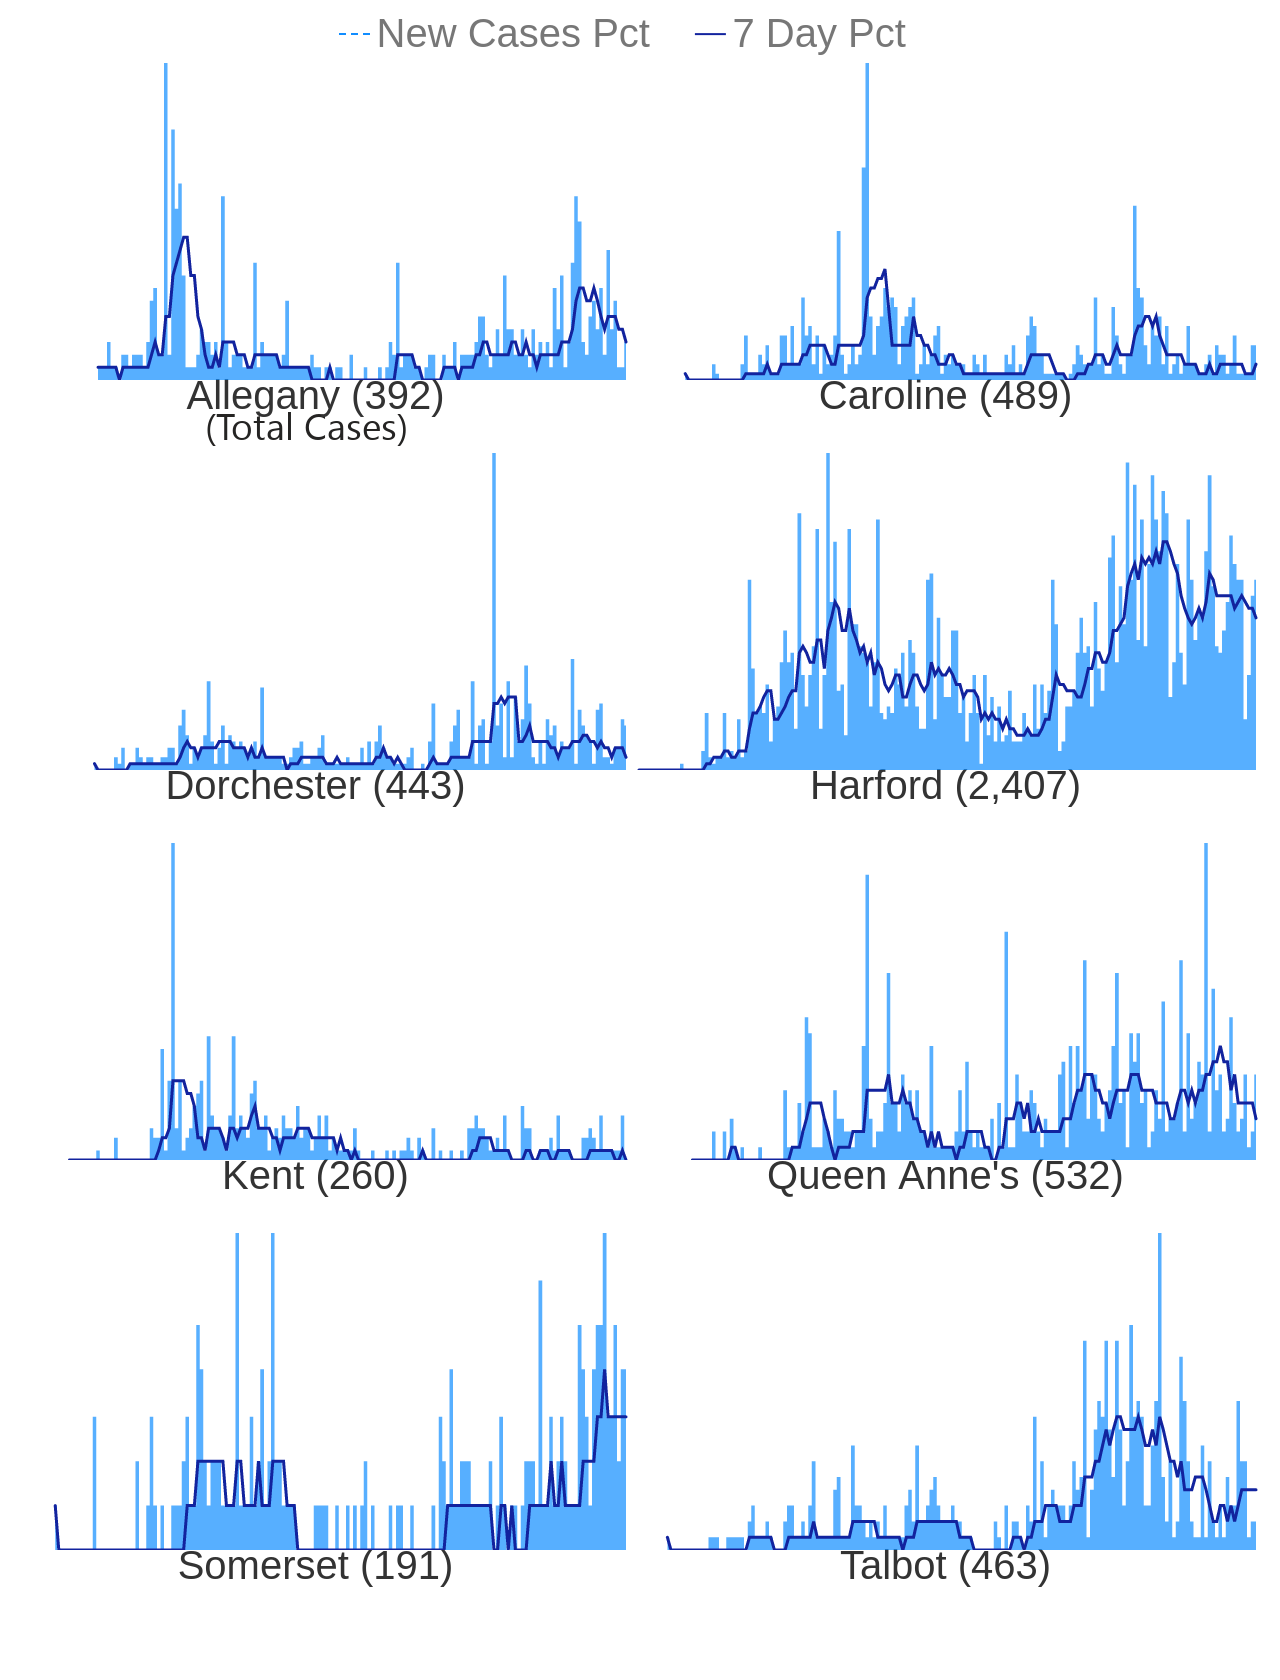 New Cases Pct 7 Day Pct
Allegany (392) Caroline (489)
(Total Cases)
Dorchester (443) Harford (2,407)
Kent (260) Queen Anne's (532)
Somerset (191) Talbot (463)